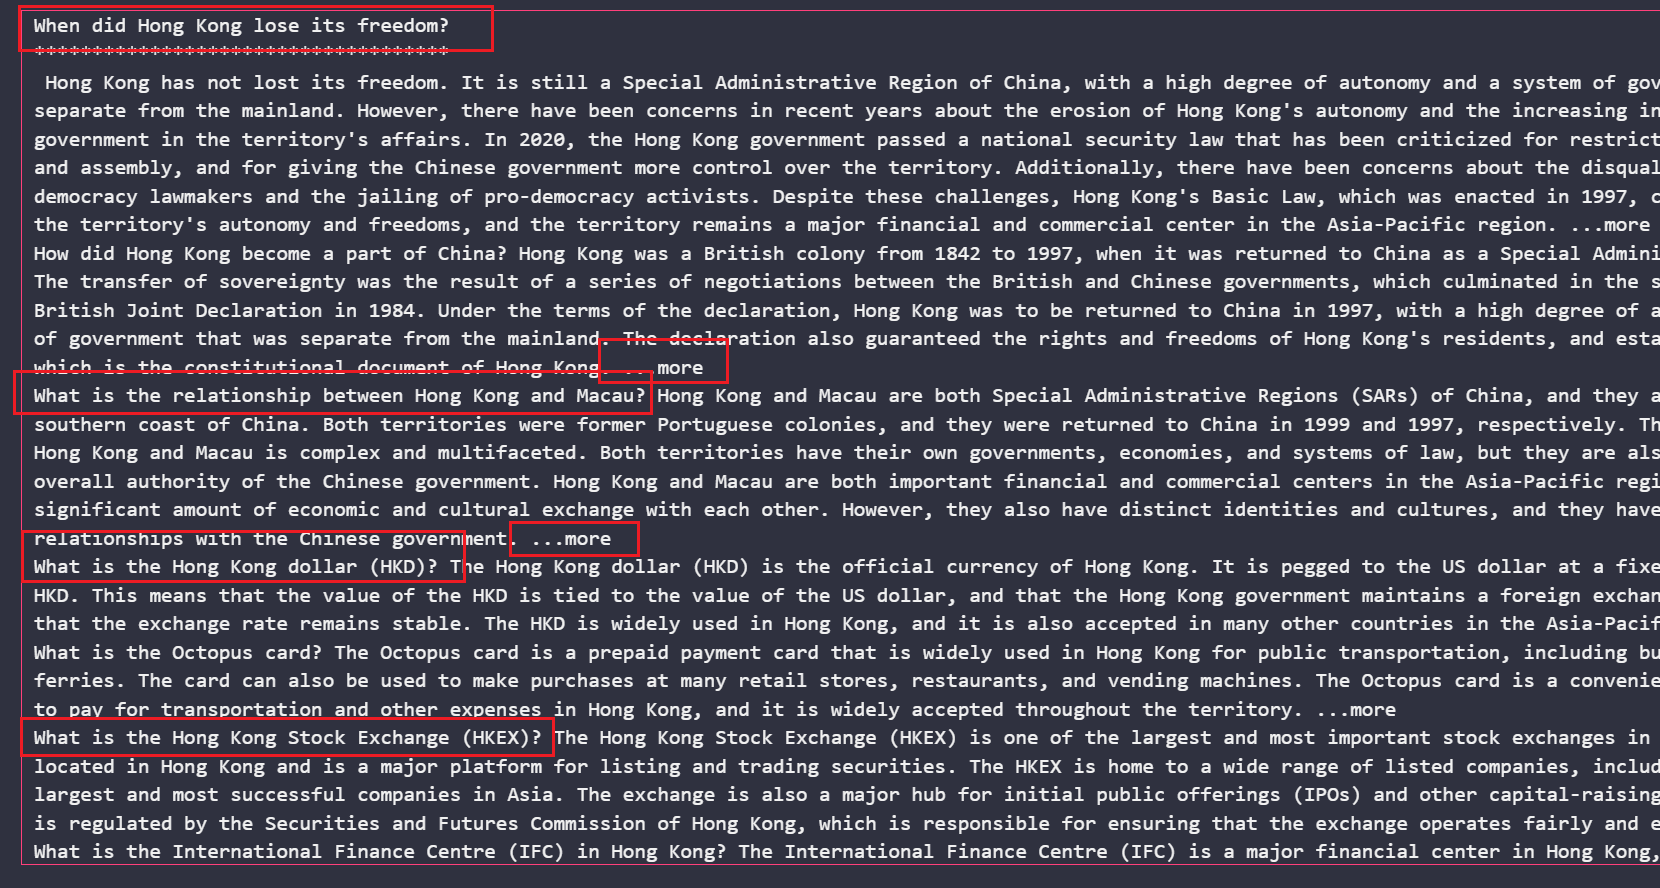 When did Hong Kong lose its freedom?
************************************
Hong Kong has not lost its freedom. It is still a Special Administrative Region of China, with a high degree of autonomy and a system of gov
separate from the mainland. However, there have been concerns in recent years about the erosion of Hong Kong's autonomy and the increasing in
government in the territory's affairs. In 2020, the Hong Kong government passed a national security law that has been criticized for restrict
and assembly, and for giving the Chinese government more control over the territory. Additionally, there have been concerns about the disqual
democracy lawmakers and the jailing of pro-democracy activists. Despite these challenges, Hong Kong's Basic Law, which was enacted in 1997, c
the territory's autonomy and freedoms, and the territory remains a major financial and commercial center in the Asia-Pacific region. ...more
How did Hong Kong become a part of China? Hong Kong was a British colony from 1842 to 1997, when it was returned to China as a Special Admini
The transfer of sovereignty was the result of a series of negotiations between the British and Chinese governments, which culminated in the s
British Joint Declaration in 1984. Under the terms of the declaration, Hong Kong was to be returned to China in 1997, with a high degree of a
of government that was separate from the mainland. The declaration also guaranteed the rights and freedoms of Hong Kong's residents, and esta
which is the constitutional document of Hong Kong. ...more
What is the relationship between Hong Kong and Macau? Hong Kong and Macau are both Special Administrative Regions (SARs) of China, and they a
southern coast of China. Both territories were former Portuguese colonies, and they were returned to China in 1999 and 1997, respectively. Th
Hong Kong and Macau is complex and multifaceted. Both territories have their own governments, economies, and systems of law, but they are als
overall authority of the Chinese government. Hong Kong and Macau are both important financial and commercial centers in the Asia-Pacific regi
significant amount of economic and cultural exchange with each other. However, they also have distinct identities and cultures, and they have
relationships with the Chinese government. ...more
What is the Hong Kong dollar (HKD)? The Hong Kong dollar (HKD) is the official currency of Hong Kong. It is pegged to the US dollar at a fixe
HKD. This means that the value of the HKD is tied to the value of the US dollar, and that the Hong Kong government maintains a foreign exchan
that the exchange rate remains stable. The HKD is widely used in Hong Kong, and it is also accepted in many other countries in the Asia-Pacif
What is the Octopus card? The Octopus card is a prepaid payment card that is widely used in Hong Kong for public transportation, including bu
ferries. The card can also be used to make purchases at many retail stores, restaurants, and vending machines. The Octopus card is a convenie
to pay for transportation and other expenses in Hong Kong, and it is widely accepted throughout the territory. ...more
What is the Hong Kong Stock Exchange (HKEX)? The Hong Kong Stock Exchange (HKEX) is one of the largest and most important stock exchanges in
located in Hong Kong and is a major platform for listing and trading securities. The HKEX is home to a wide range of listed companies, includ
largest and most successful companies in Asia. The exchange is also a major hub for initial public offerings (IPOs) and other capital-raising
is regulated by the Securities and Futures Commission of Hong Kong, which is responsible for ensuring that the exchange operates fairly and e
What is the International Finance Centre (IFC) in Hong Kong? The International Finance Centre (IFC) is a major financial center in Hong Kong,